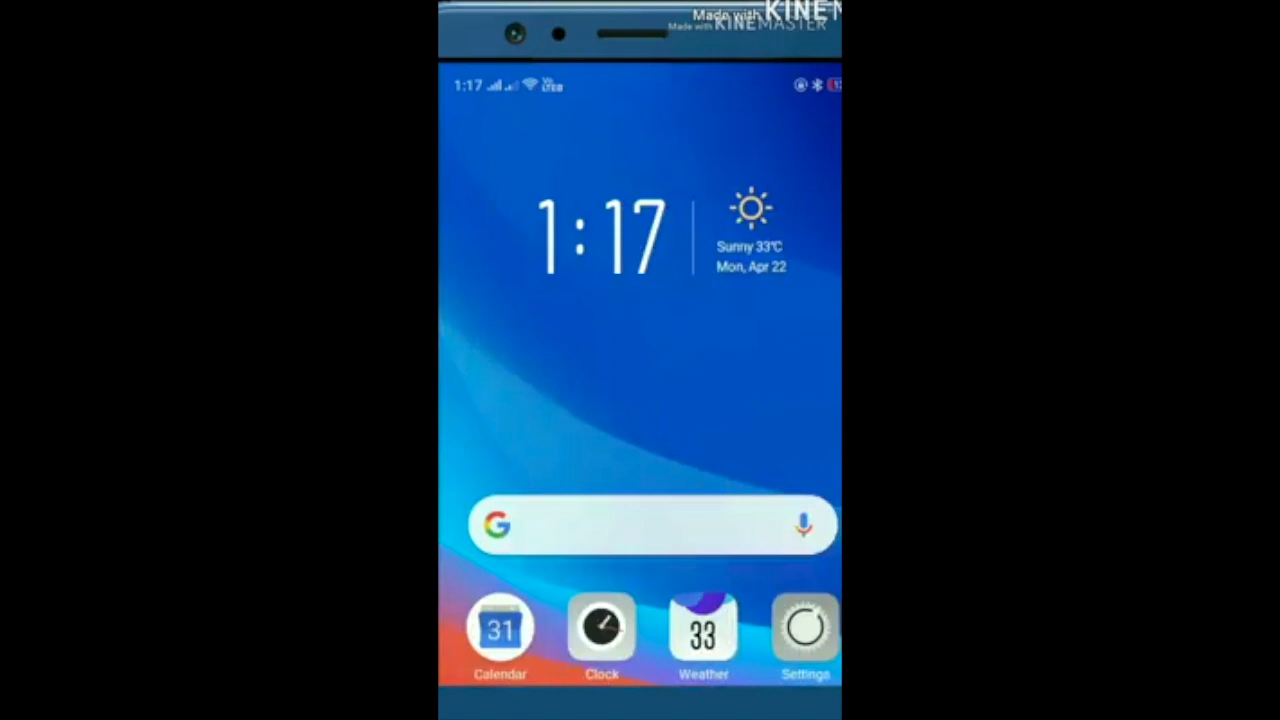 Made with KINEM
Made with KINEMASTER
1:17
1:17
Sunny 33℃
Mon, Apr 22
G
31
33
Calendar
Clock
Weather
Settings